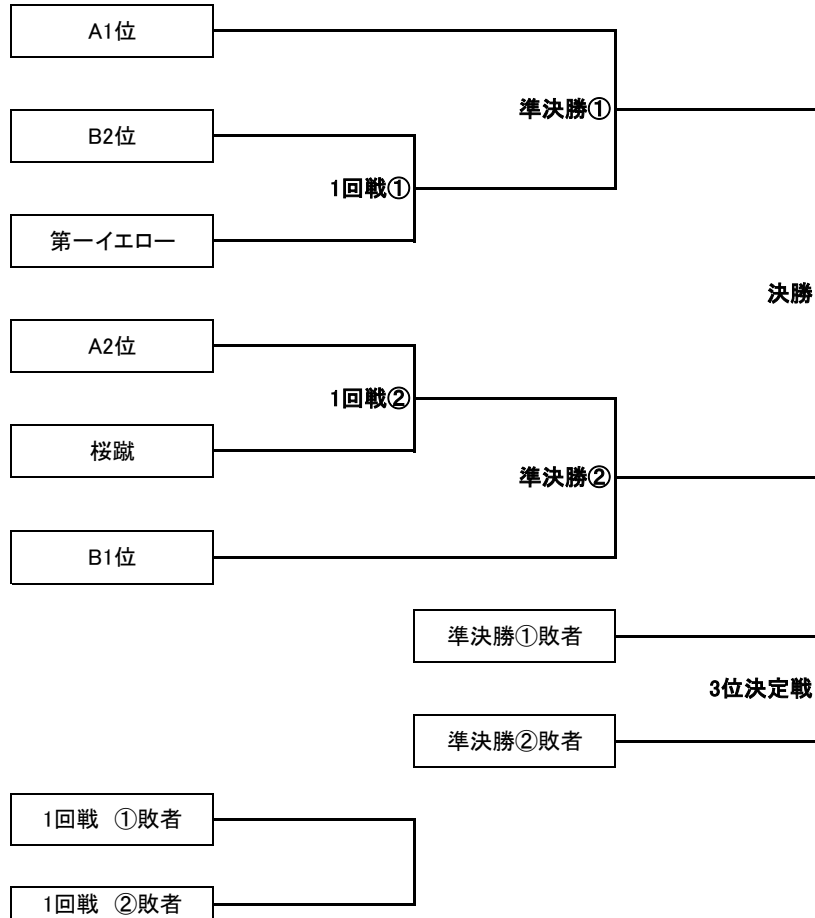 A1位
準決勝①
B2位
1回戦①
第一イエロー
決勝
A2位
1回戦②
桜蹴
準決勝②
B1位
準決勝①敗者
3位決定戦
準決勝②敗者
1回戦　①敗者
1回戦　②敗者